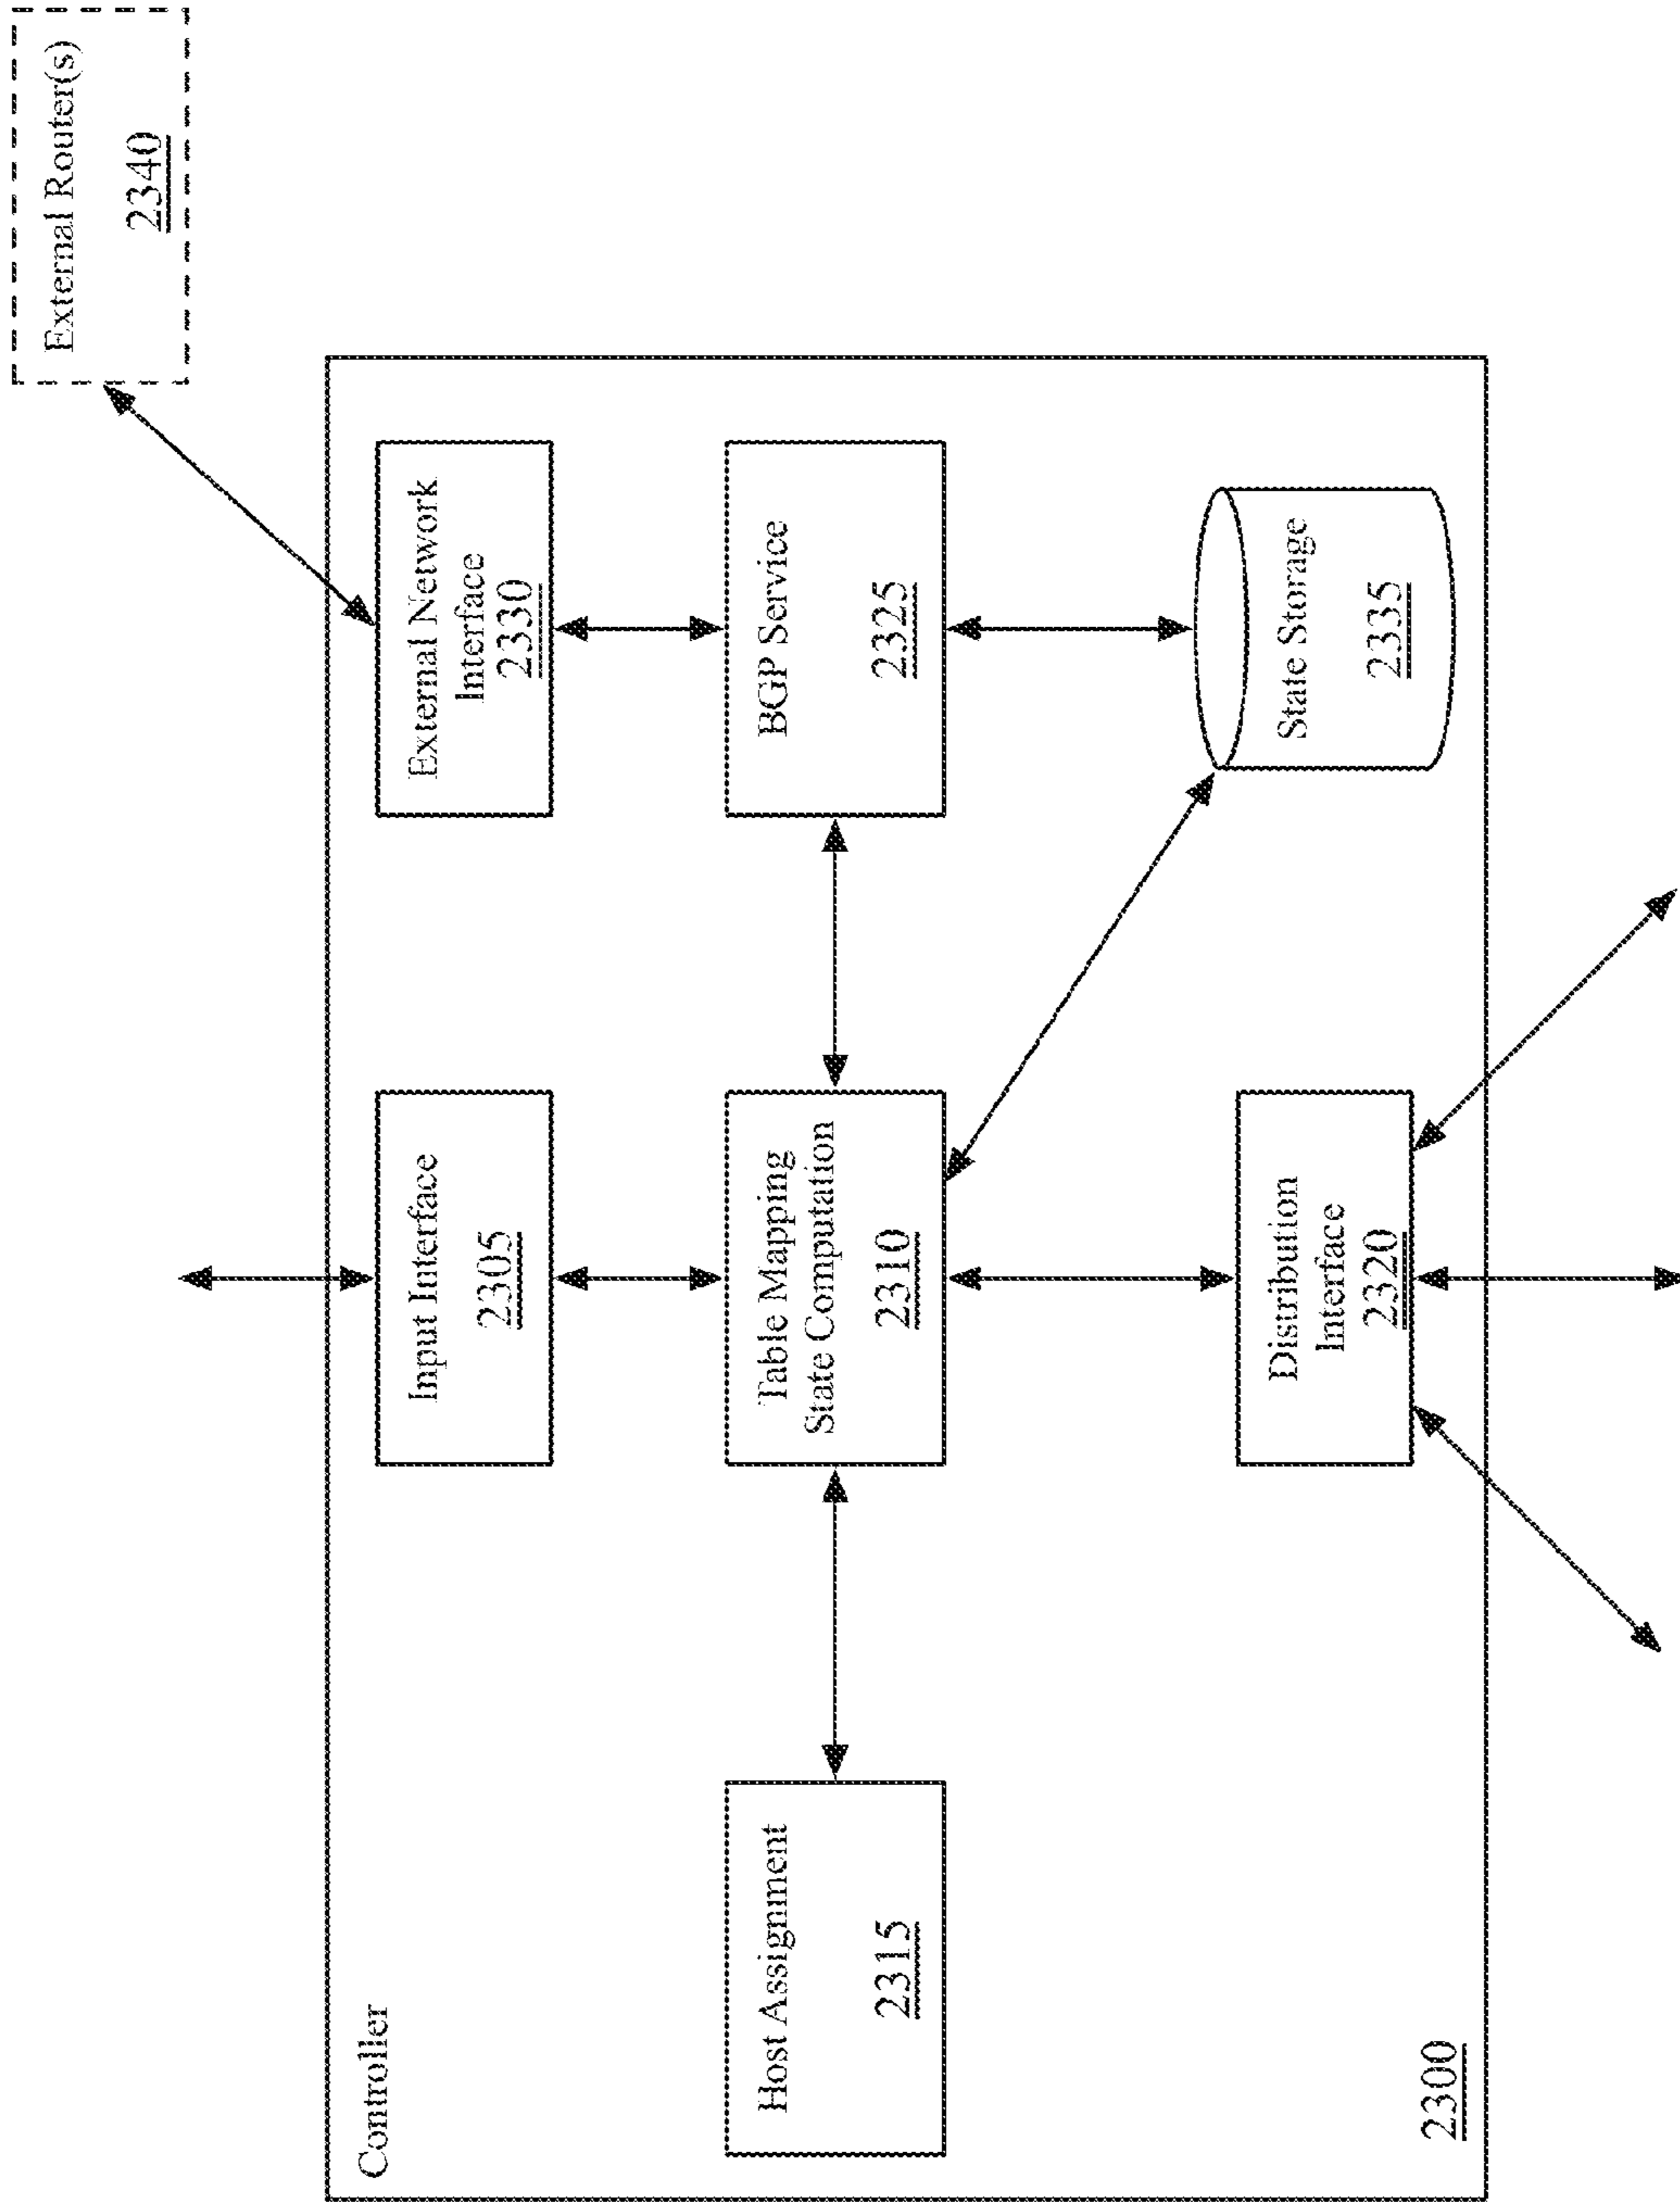 External Router(s)
2340
Controller
Input Interface
2305
External Network
Interface
2330
Host Assignment
2315
Table Mapping
State Computation
2310
BGP Service
2325
Distribution
Interface
2320
State Storage
2335
2300